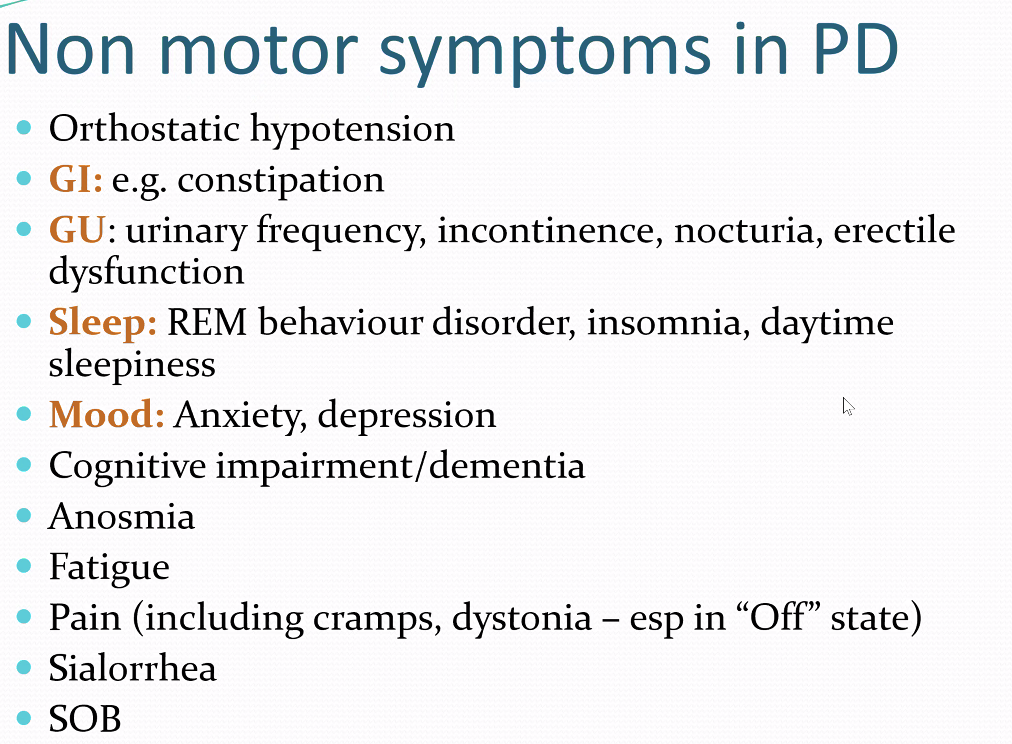 Non motor symptoms in PD
Orthostatic hypotension
GI: e.g. constipation
GU: urinary frequency, incontinence, nocturia, erectile
dysfunction
Sleep: REM behaviour disorder, insomnia, daytime
sleepiness
Mood: Anxiety, depression
Cognitive impairment/dementia
Anosmia
Fatigue
Pain (including cramps, dystonia – esp in “Off” state)
Sialorrhea
SOB